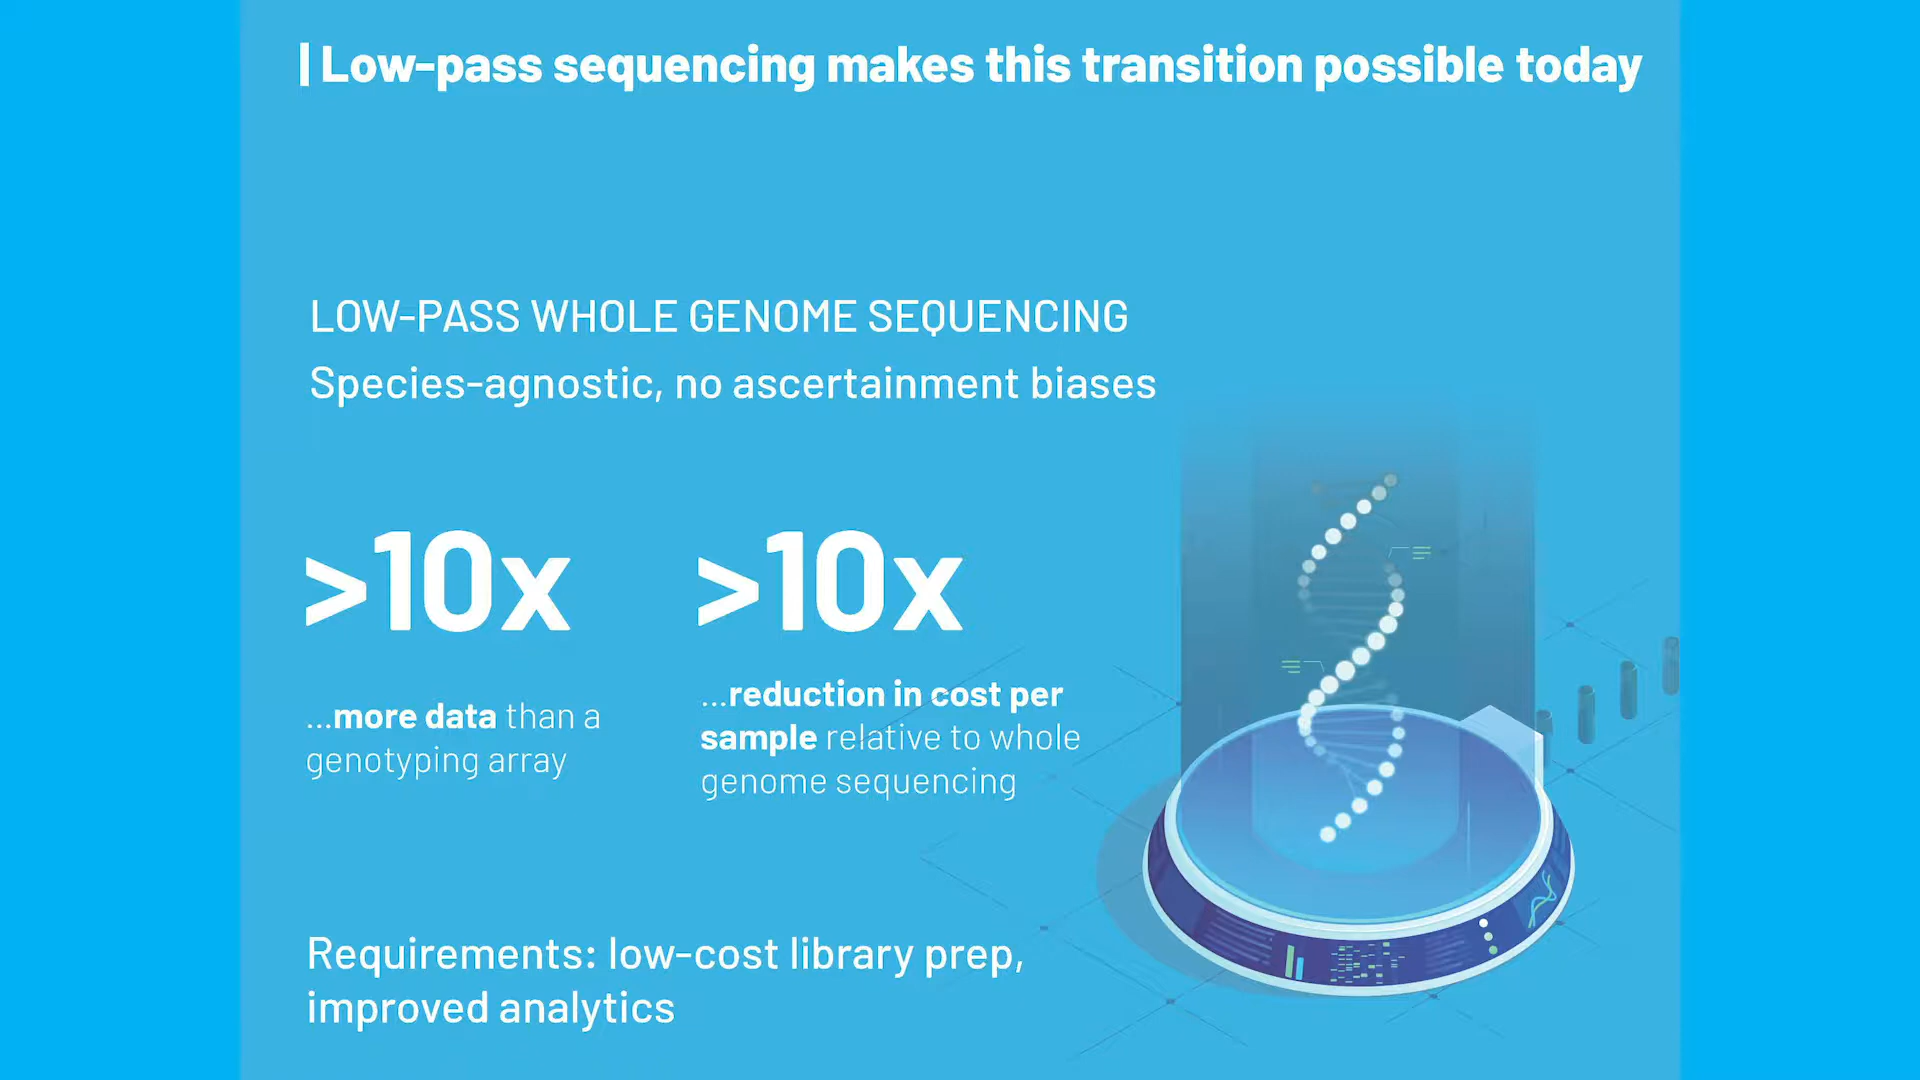 | Low-pass sequencing makes this transition possible today
LOW-PASS WHOLE GENOME SEQUENCING
Species-agnostic, no ascertainment biases
>10x
...more data than a
genotyping array
>10x
...reduction in cost per
sample relative to whole
genome sequencing
Requirements: low-cost library prep,
improved analytics